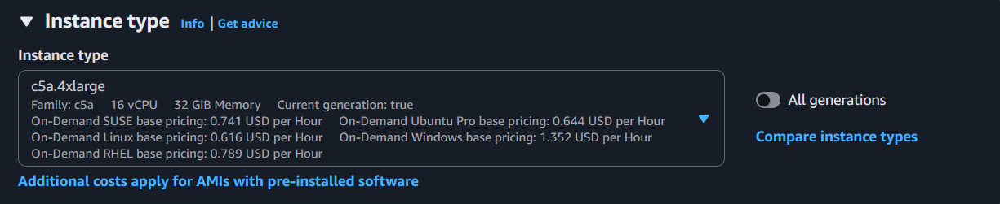 Instance type Info | Get advice
Instance type
c5a.4xlarge
Family: c5a 16 vCPU 32 GiB Memory Current generation: true
On-Demand SUSE base pricing: 0.741 USD per Hour On-Demand Ubuntu Pro base pricing: 0.644 USD per Hour
On-Demand Linux base pricing: 0.616 USD per Hour On-Demand Windows base pricing: 1.352 USD per Hour
On-Demand RHEL base pricing: 0.789 USD per Hour
All generations
Compare instance types
Additional costs apply for AMIs with pre-installed software